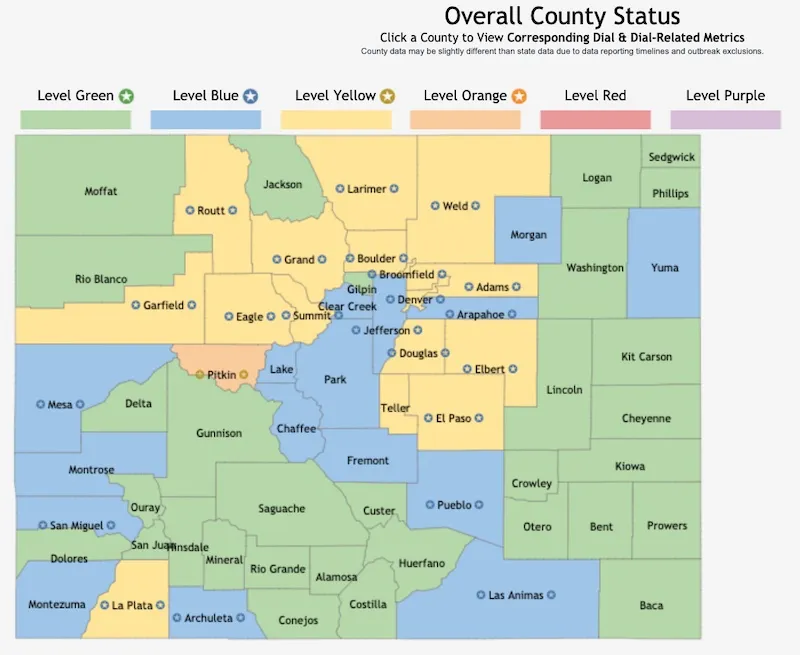 Overall County Status
Click a County to View Corresponding Dial & Dial-Related Metrics
County data may be slightly different than state data due to data reporting timelines and outbreak exclusions.
Level Green
Level Blue
Level Yellow
Level Orange
Level Red
Level Purple
Moffat
Routt
Jackson
Larimer
Weld
Logan
Sedgwick
Phillips
Morgan
Washington
Yuma
Rio Blanco
Grand
Boulder
Broomfield
Gilpin
Adams
Garfield
Eagle
Summit
Clear Creek
Denver
Arapahoe
Jefferson
Douglas
Elbert
Kit Carson
Pitkin
Lake
Park
Lincoln
Mesa
Delta
Teller
El Paso
Cheyenne
Gunnison
Chaffee
Fremont
Montrose
Kiowa
Crowley
Ouray
Saguache
Custer
Pueblo
San Miguel
Otero
Bent
Prowers
San Juan
Hinsdale
Dolores
Mineral
Rio Grande
Alamosa
Huerfano
Montezuma
La Plata
Archuleta
Conejos
Costilla
Las Animas
Baca